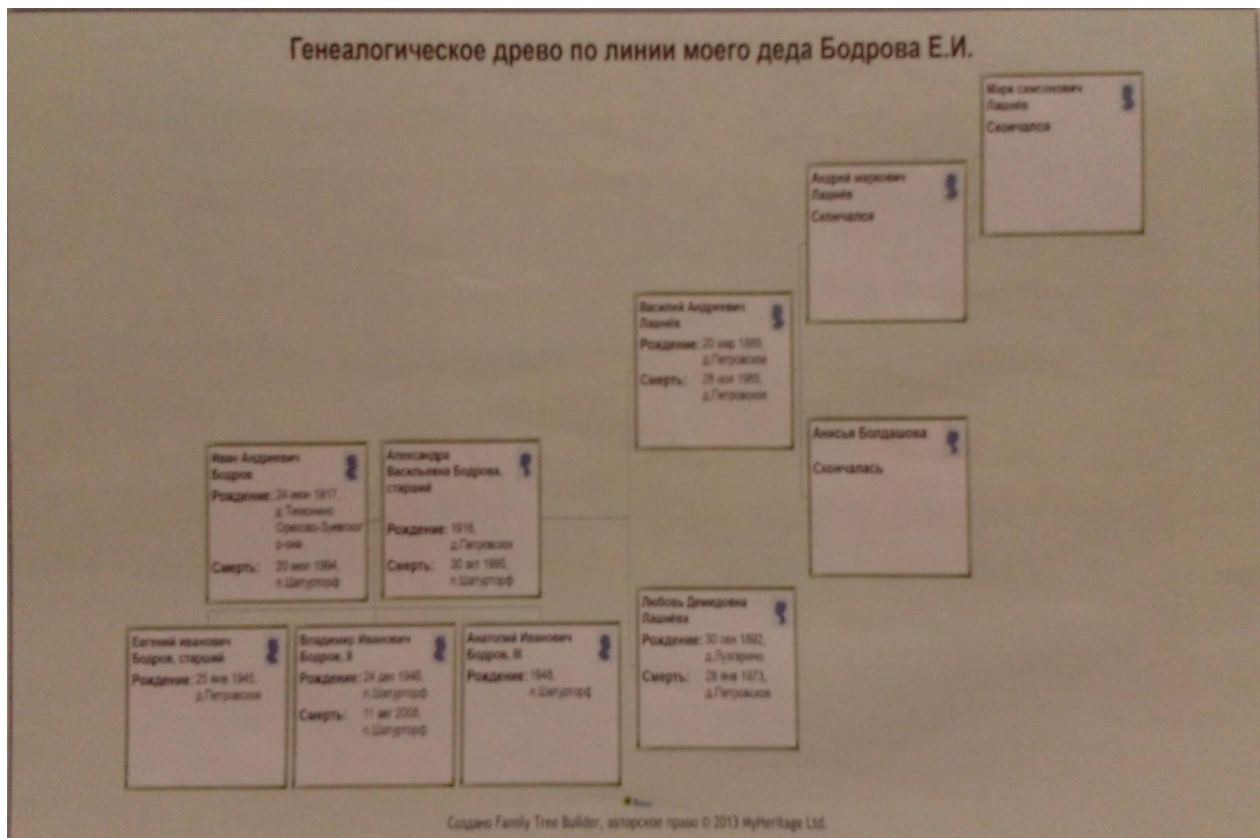 Генеалогическое древо по линии моего деда Бодрова Е.И.
Марк самсонович
Лашнёв
Скончался
Андрей маркович
Лашнёв
Скончался
Василий Андреевич
Лашнёв
Рождение: 20 мар 1889,
д.Петровское
Смерть: 28 ноя 1965,
д.Петровское
Анисья Болдашова
Скончалась
Иван Андреевич
Бодров
Рождение: 24 июн 1917,
Орехово-Зуевског
р-она
Смерть: 20 июл 1994,
п.Шатурторф
Александра
Васильевна Бодрова,
старший
Рождение: 1916,
д.Петровское
Смерть: 30 окт 1995,
п.Шатурторф
Любовь Демидовна
Лашнёва
Рождение: 30 сен 1892,
д.Лузгарино
Смерть: 28 янв 1973,
д.Петровское
Евгений иванович
Бодров, старший
Рождение: 25 янв 1945,
д.Петровское
Владимир Иванович
Бодров, II
Рождение: 24 дек 1946,
п.Шатурторф
Смерть: 11 авг 2008,
п.Шатурторф
Анатолий Иванович
Бодров, III
Рождение: 1948,
п.Шатурторф
Создано Family Tree Builder, авторское право © 2013 MyHeritage Ltd.